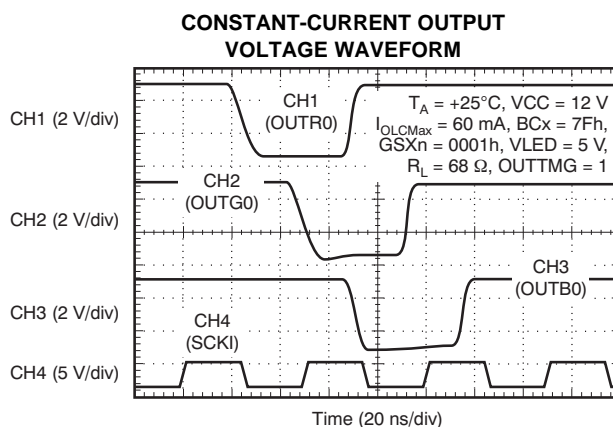 CONSTANT-CURRENT OUTPUT
VOLTAGE WAVEFORM
CH1 (2 V/div)
CH1
(OUTR0)
T_A = +25°C, VCC = 12 V
I_OLCMax = 60 mA, BCx = 7Fh,
GSXn = 0001h, VLED = 5 V,
R_L = 68 Ω, OUTTMG = 1
CH2 (2 V/div)
CH2
(OUTG0)
CH3
(OUTB0)
CH3 (2 V/div)
CH4
(SCKI)
CH4 (5 V/div)
Time (20 ns/div)